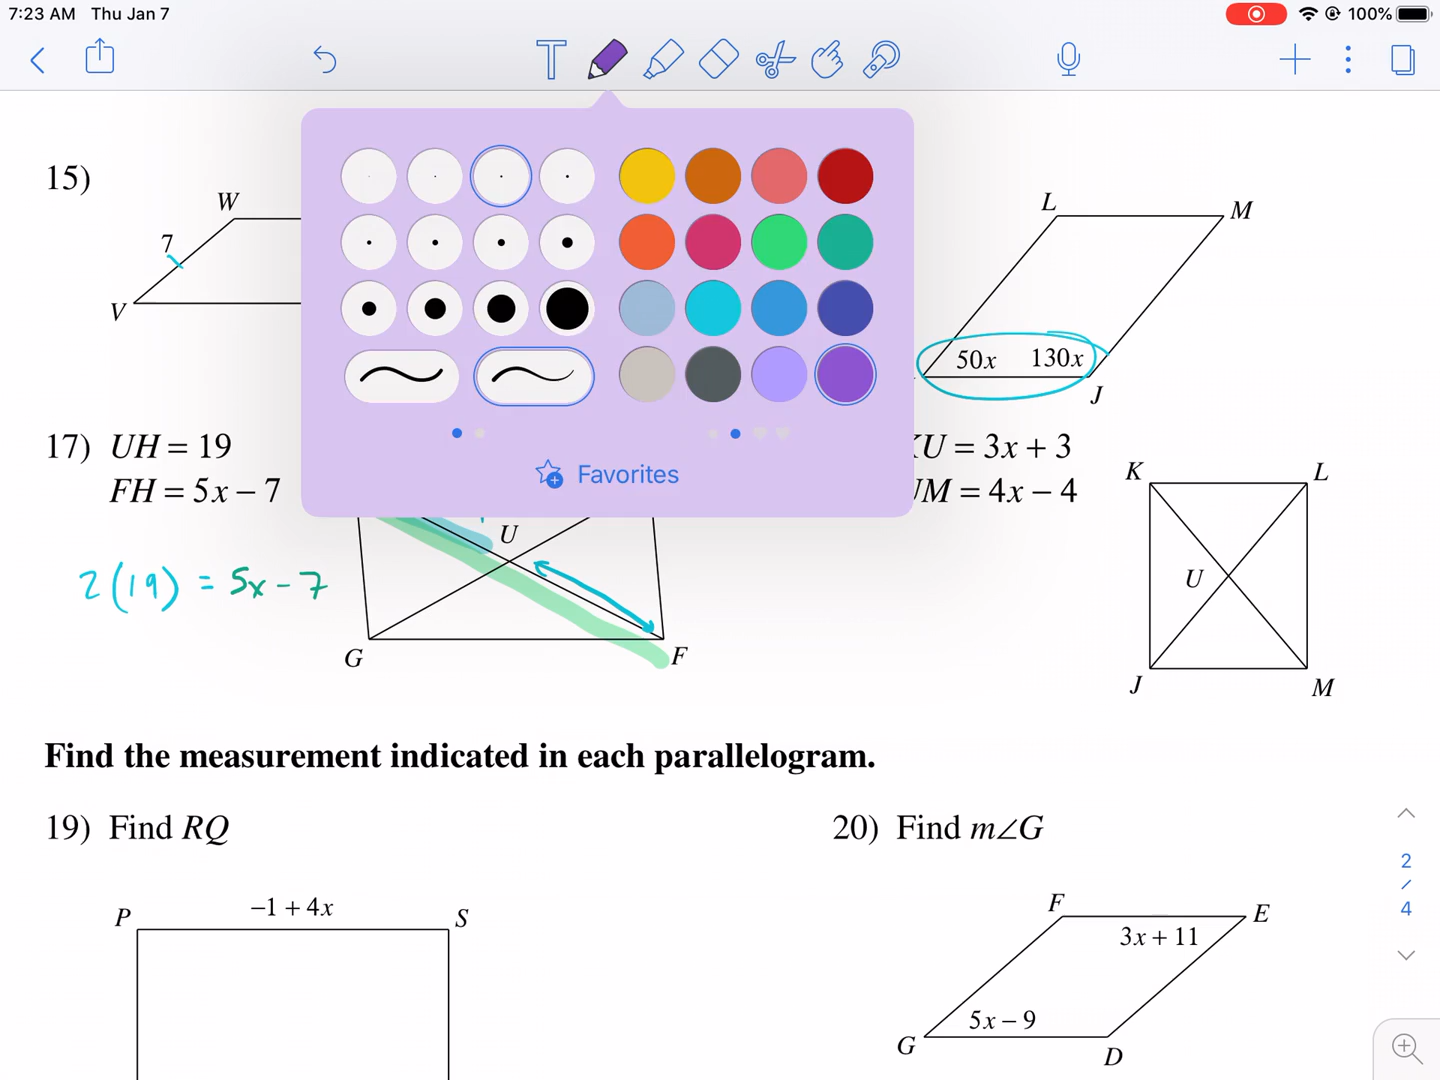 7:23 AM Thu Jan 7
100%
T
15)
W
7
V
L
M
50x 130x
J
17) UH = 19
FH = 5x − 7
U
2(19) = 5x − 7
G
F
U = 3x + 3
M = 4x − 4
K
L
U
J
M
Favorites
Find the measurement indicated in each parallelogram.
19) Find RQ
20) Find m∠G
P
−1 + 4x
S
F
E
3x + 11
5x − 9
G
D
2
/
4